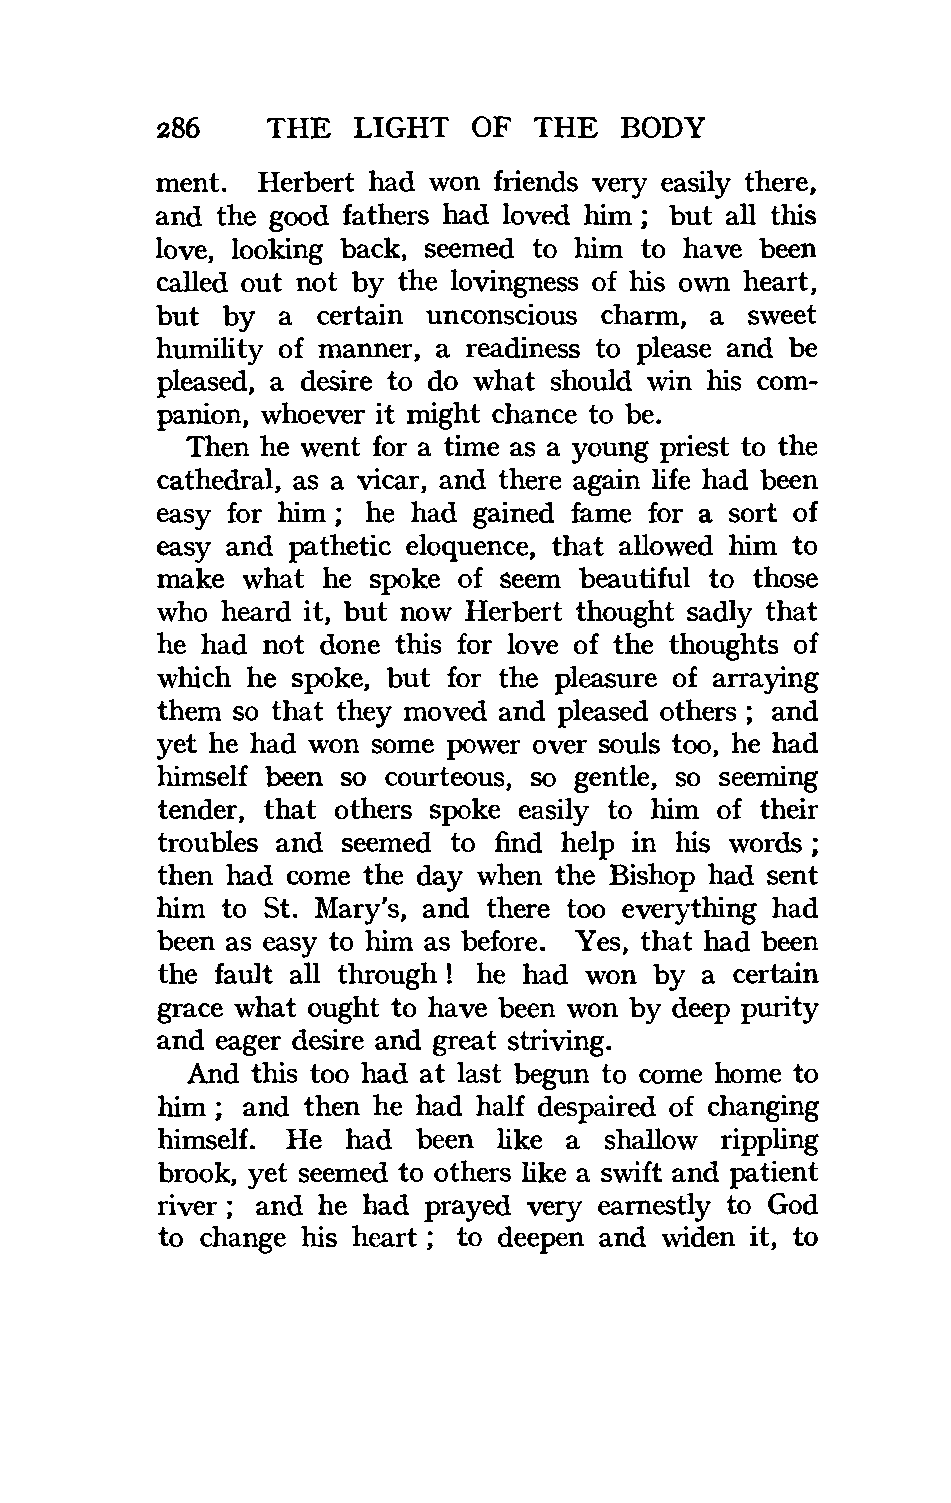 286 THE LIGHT OF THE BODY
ment. Herbert had won friends very easily there,
and the good fathers had loved him ; but all this
love, looking back, seemed to him to have been
called out not by the lovingness of his own heart,
but by a certain unconscious charm, a sweet
humility of manner, a readiness to please and be
pleased, a desire to do what should win his com-
panion, whoever it might chance to be.
Then he went for a time as a young priest to the
cathedral, as a vicar, and there again life had been
easy for him ; he had gained fame for a sort of
easy and pathetic eloquence, that allowed him to
make what he spoke of seem beautiful to those
who heard it, but now Herbert thought sadly that
he had not done this for love of the thoughts of
which he spoke, but for the pleasure of arraying
them so that they moved and pleased others ; and
yet he had won some power over souls too, he had
himself been so courteous, so gentle, so seeming
tender, that others spoke easily to him of their
troubles and seemed to find help in his words ;
then had come the day when the Bishop had sent
him to St. Mary's, and there too everything had
been as easy to him as before. Yes, that had been
the fault all through ! he had won by a certain
grace what ought to have been won by deep purity
and eager desire and great striving.
And this too had at last begun to come home to
him ; and then he had half despaired of changing
himself. He had been like a shallow rippling
brook, yet seemed to others like a swift and patient
river ; and he had prayed very earnestly to God
to change his heart ; to deepen and widen it, to